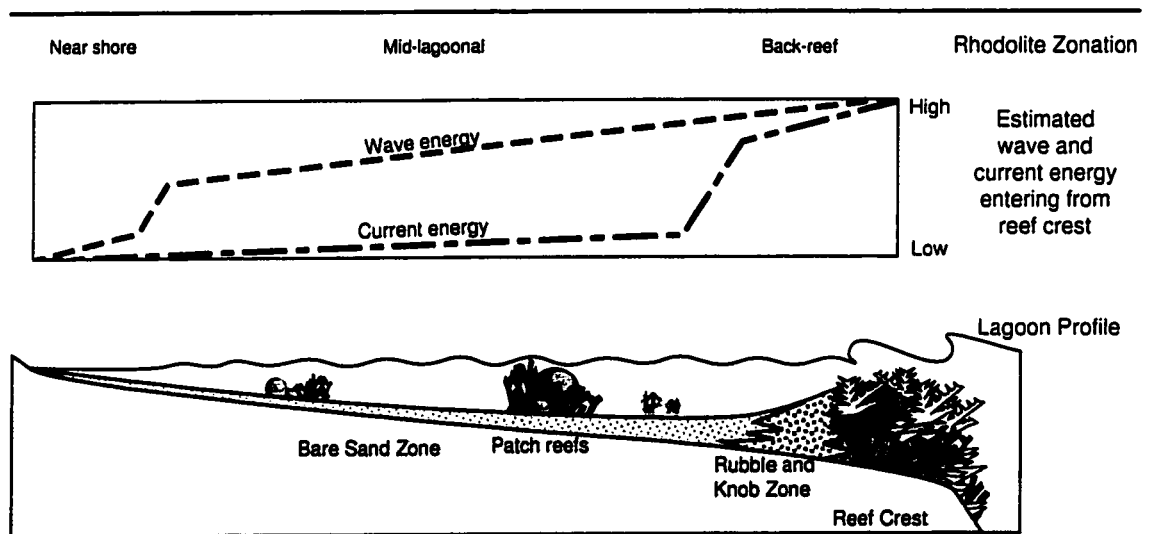 Near shore
Mid-lagoonal
Back-reef
Rhodolite Zonation
High
Wave energy
Estimated
wave and
current energy
entering from
reef crest
Current energy
Low
Lagoon Profile
Bare Sand Zone
Patch reefs
Rubble and
Knob Zone
Reef Crest